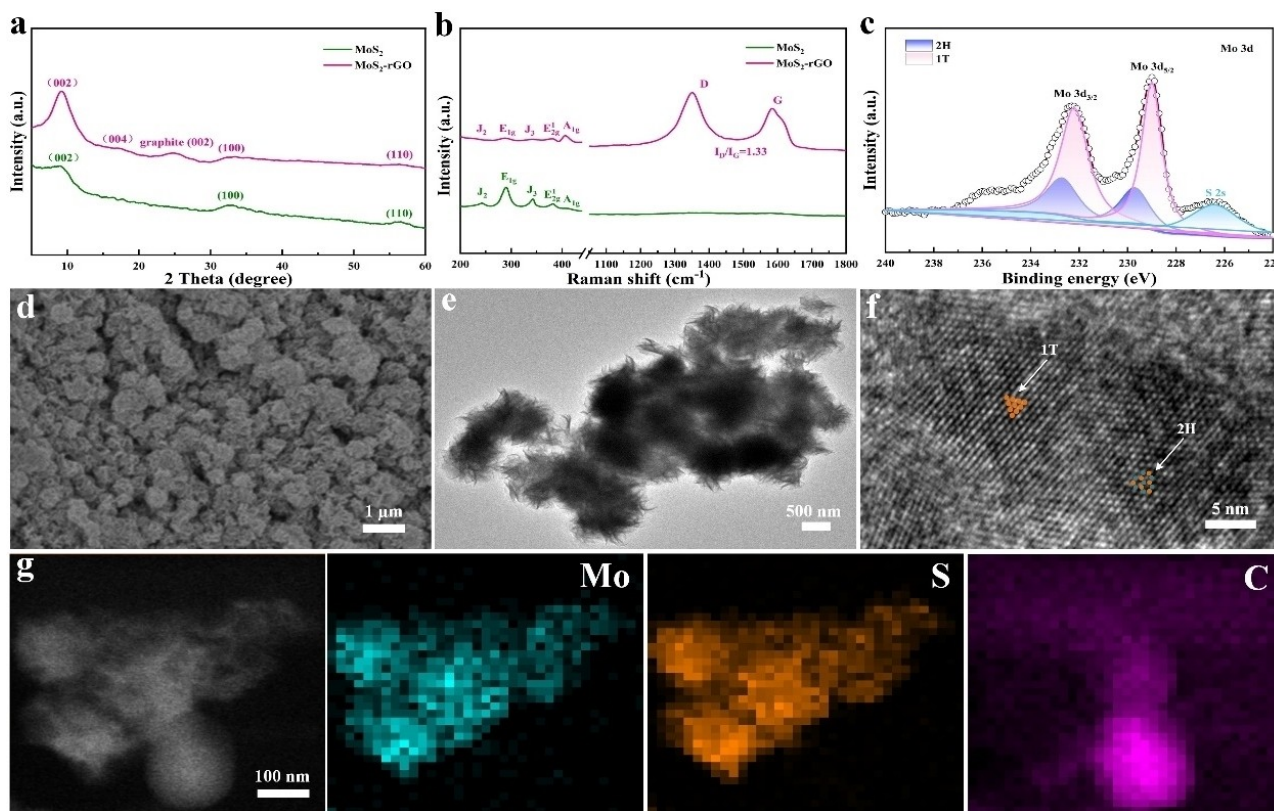 a
Intensity (a.u.)
MoS₂
MoS₂-rGO
(002)
(004)
graphite (002)
(100)
(110)
(002)
(100)
(110)
10 20 30 40 50 60
2 Theta (degree)
b
Intensity (a.u.)
MoS₂
MoS₂-rGO
D
G
J₂ E₁g J₃ E¹₂g A₁g
I_D/I_G=1.33
J₂ E₁g J₃ E¹₂g A₁g
200 300 400 1100 1200 1300 1400 1500 1600 1700 1800
Raman shift (cm⁻¹)
c
Intensity (a.u.)
2H
1T
Mo 3d
Mo 3d₅/₂
Mo 3d₃/₂
S 2s
240 238 236 234 232 230 228 226
Binding energy (eV)
d
1 µm
e
500 nm
f
1T
2H
5 nm
g
100 nm
Mo
S
C